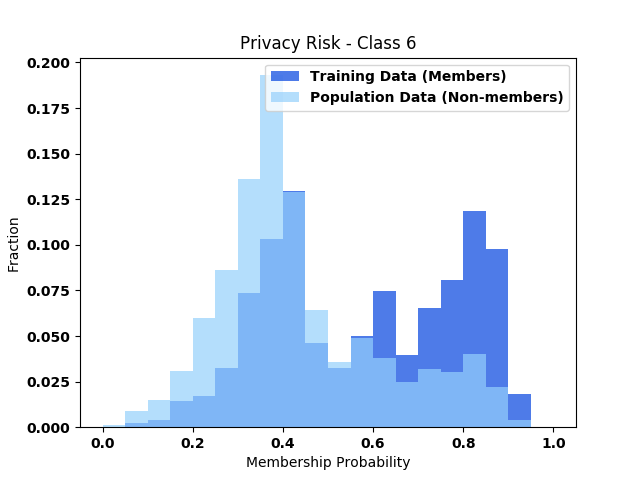 Privacy Risk - Class 6
Training Data (Members)
Population Data (Non-members)
Fraction
0.200
0.175
0.150
0.125
0.100
0.075
0.050
0.025
0.000
0.0 0.2 0.4 0.6 0.8 1.0
Membership Probability